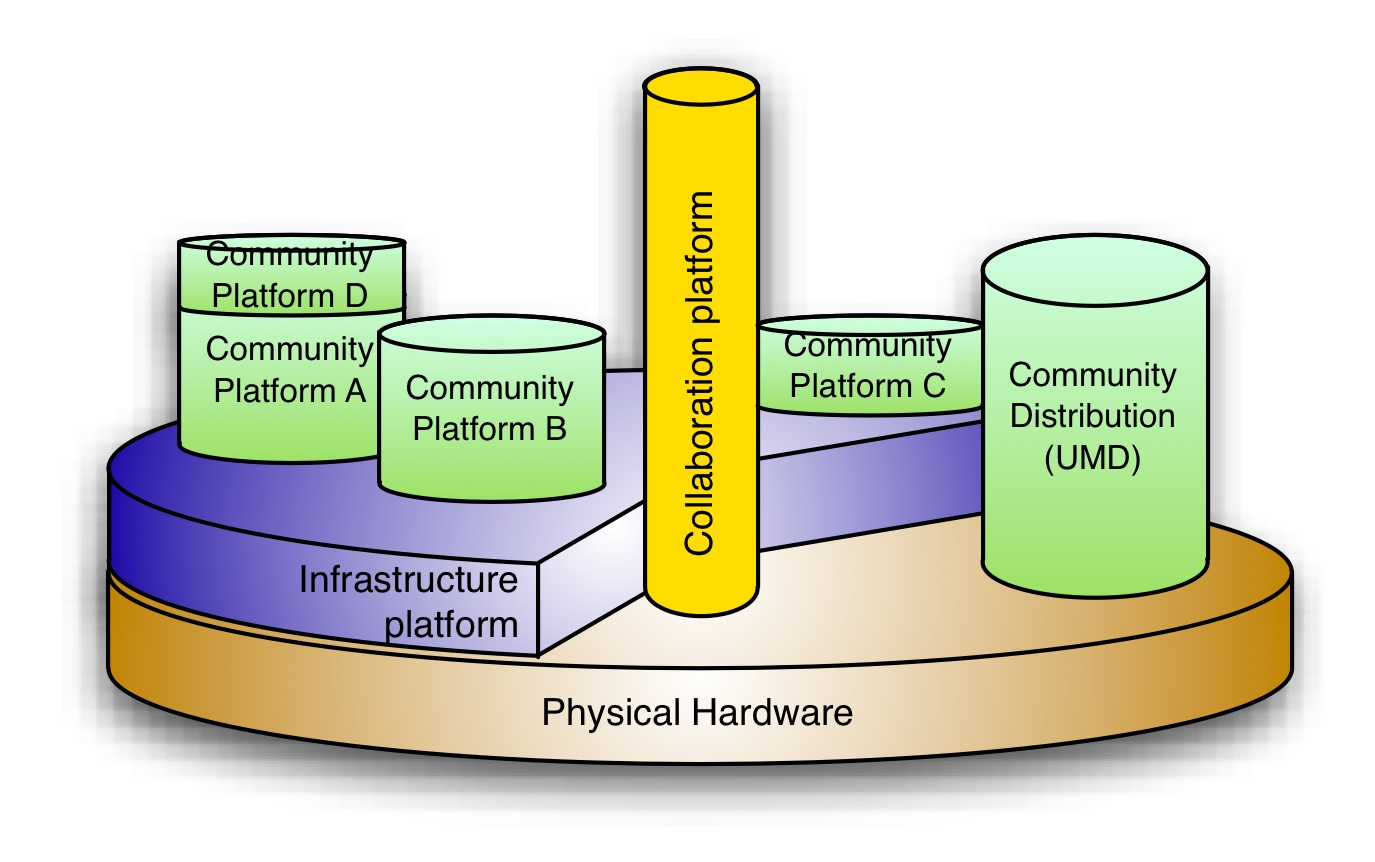 Community
Platform D
Community
Platform A
Community
Platform B
Collaboration platform
Community
Platform C
Community
Distribution
(UMD)
Infrastructure
platform
Physical Hardware